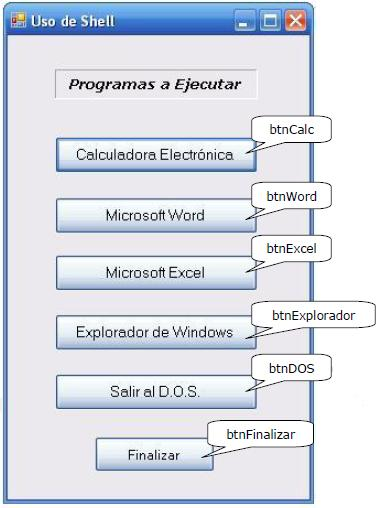 Uso de Shell
Programas a Ejecutar
btnCalc
Calculadora Electrónica
btnWord
Microsoft Word
btnExcel
Microsoft Excel
btnExplorador
Explorador de Windows
btnDOS
Salir al D.O.S.
btnFinalizar
Finalizar